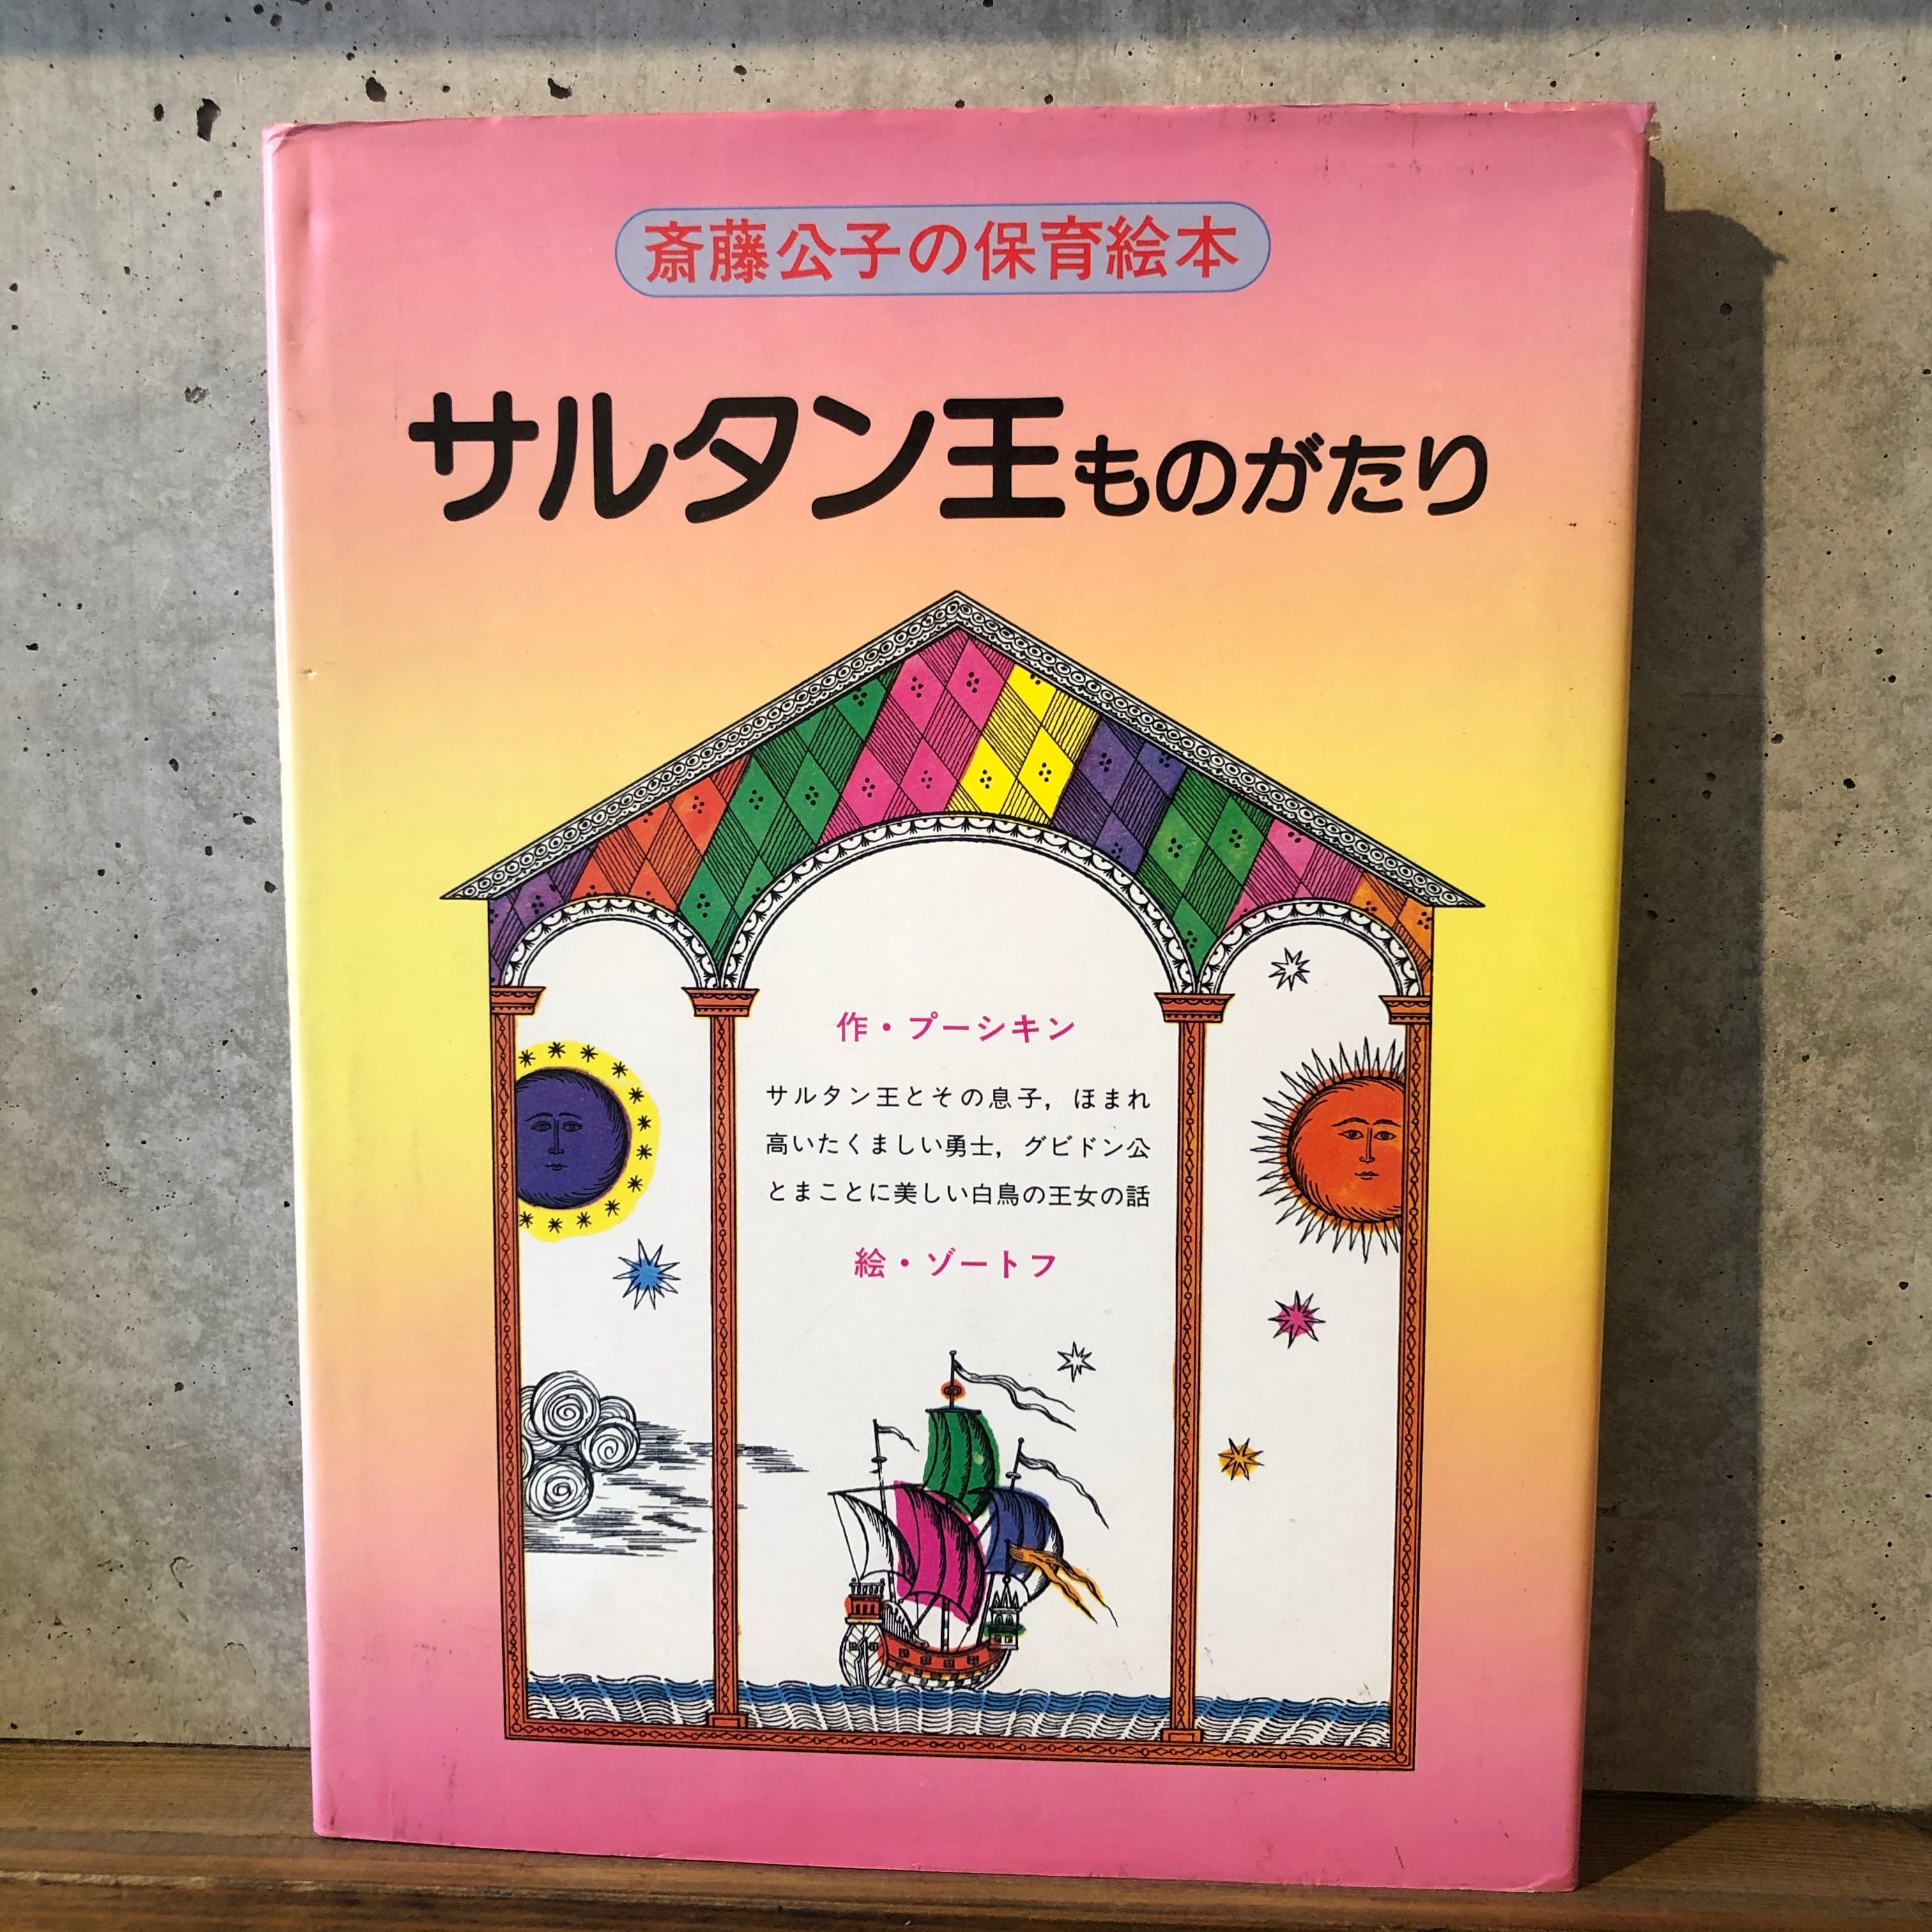 斎藤公子の保育絵本
サルタン王ものがたり
作・プーシキン
サルタン王とその息子，ほまれ
高いたくましい勇士，グビドン公
とまことに美しい白鳥の王女の話
絵・ゾートフ